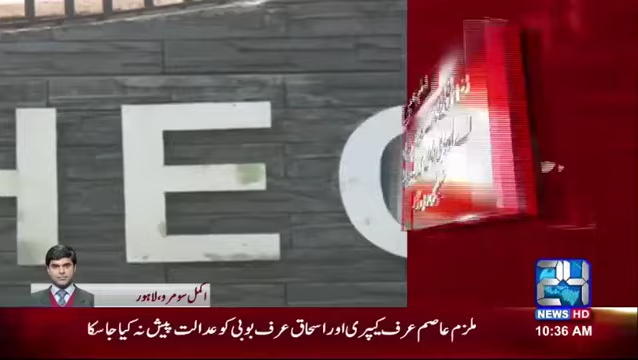 HEC
اکمل سومرو، لاہور
24
NEWS HD
10:36 AM
ملزم عاصم عرف کیپری اور اسحاق عرف بوبی کو عدالت پیش نہ کیا جا سکا